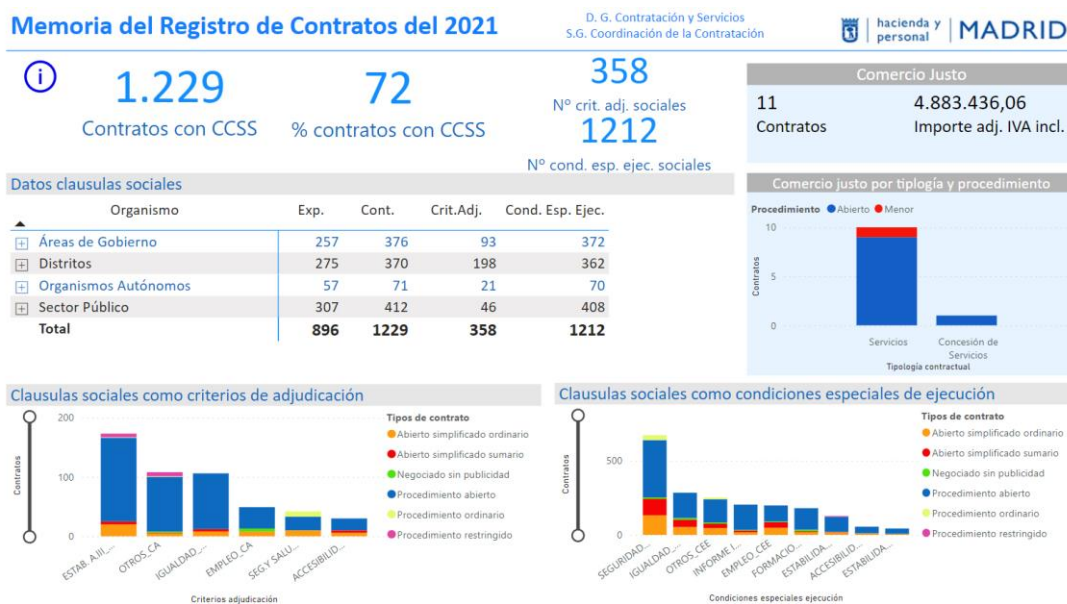 Memoria del Registro de Contratos del 2021
D. G. Contratación y Servicios
S.G. Coordinación de la Contratación
hacienda y
personal
MADRID
i
1.229
Contratos con CCSS
72
% contratos con CCSS
358
Nº crit. adj. sociales
1212
Nº cond. esp. ejec. sociales
Comercio Justo
11
Contratos
4.883.436,06
Importe adj. IVA incl.
Datos clausulas sociales
Organismo Exp. Cont. Crit.Adj. Cond. Esp. Ejec.
Áreas de Gobierno 257 376 93 372
Distritos 275 370 198 362
Organismos Autónomos 57 71 21 70
Sector Público 307 412 46 408
Total 896 1229 358 1212
Comercio justo por tiplogía y procedimiento
Procedimiento Abierto Menor
Contratos
10
5
0
Servicios
Concesión de
Servicios
Tipología contractual
Clausulas sociales como criterios de adjudicación
Contratos
200
100
0
ESTAB. AJII_...
OTROS_CA
IGUALDAD_...
EMPLEO_CA
SEG Y SALU...
ACCESIBILID...
Criterios adjudicación
Tipos de contrato
Abierto simplificado ordinario
Abierto simplificado sumario
Negociado sin publicidad
Procedimiento abierto
Procedimiento ordinario
Procedimiento restringido
Clausulas sociales como condiciones especiales de ejecución
Contratos
500
0
SEGURIDAD...
IGUALDAD_...
OTROS_CEE
INFORME I...
EMPLEO_CEE
FORMACIO...
ESTABILIDA...
ACCESIBILID...
ESTABILIDA...
Condiciones especiales ejecución
Tipos de contrato
Abierto simplificado ordinario
Abierto simplificado sumario
Negociado sin publicidad
Procedimiento abierto
Procedimiento ordinario
Procedimiento restringido